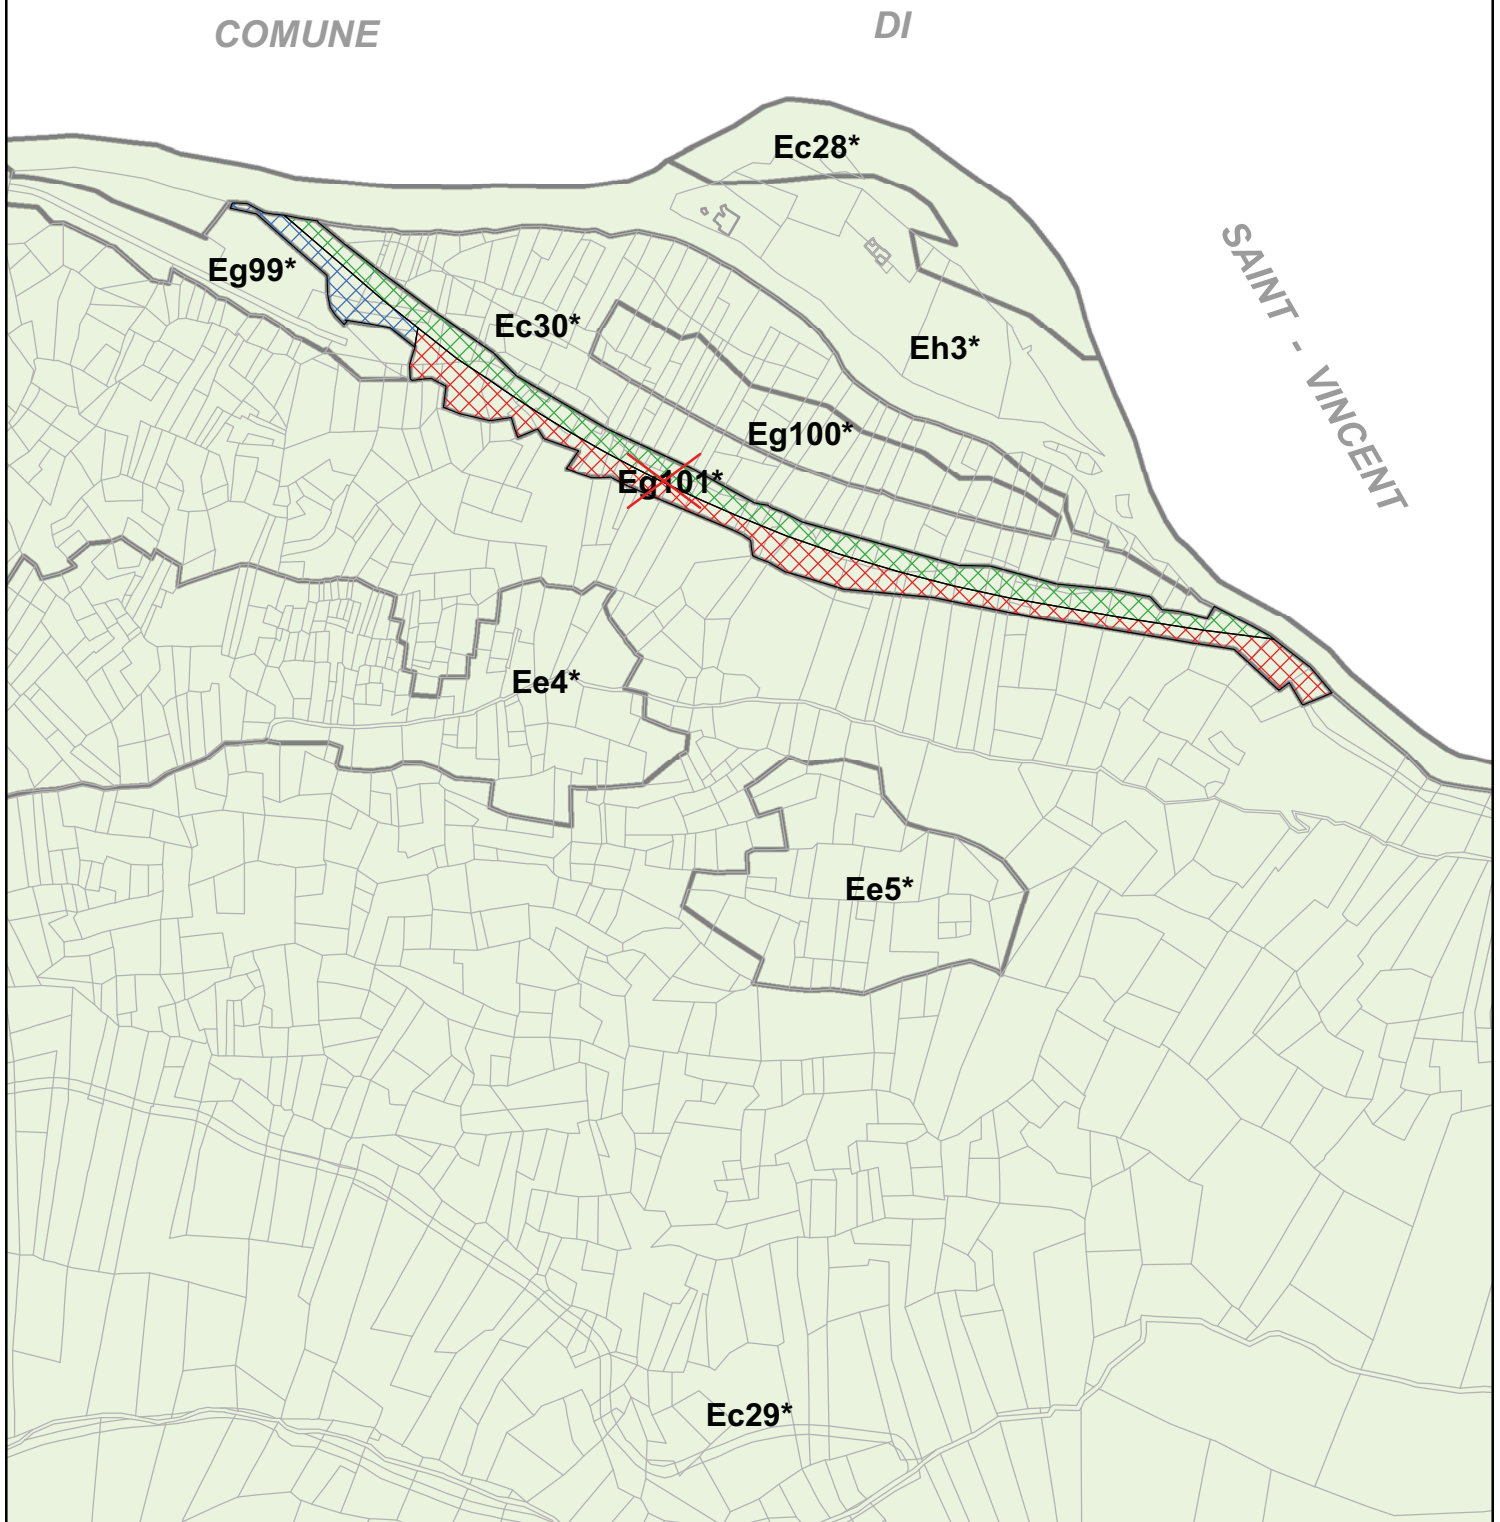 COMUNE DI
SAINT - VINCENT
Ec28*
Eg99*
Ec30*
Eh3*
Eg100*
Eg101*
Ee4*
Ee5*
Ec29*